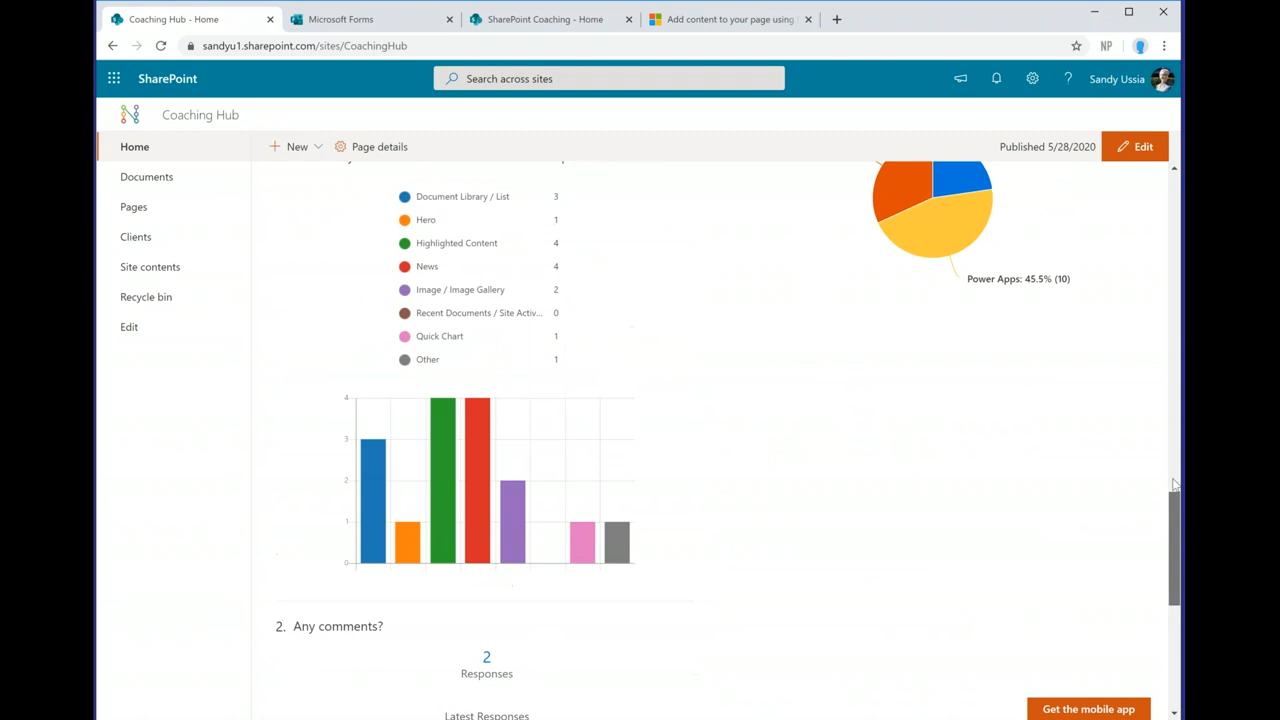 Coaching Hub - Home
Microsoft Forms
SharePoint Coaching - Home
Add content to your page using
sandyu1.sharepoint.com/sites/CoachingHub
NP
SharePoint
Search across sites
Sandy Ussia
Coaching Hub
Home
New
Page details
Published 5/28/2020
Edit
Documents
Pages
Clients
Site contents
Recycle bin
Edit
Document Library / List 3
Hero 1
Highlighted Content 4
News 4
Image / Image Gallery 2
Recent Documents / Site Activ... 0
Quick Chart 1
Other 1
Power Apps: 45.5% (10)
4
3
2
1
0
2. Any comments?
2
Responses
Latest Responses
Get the mobile app